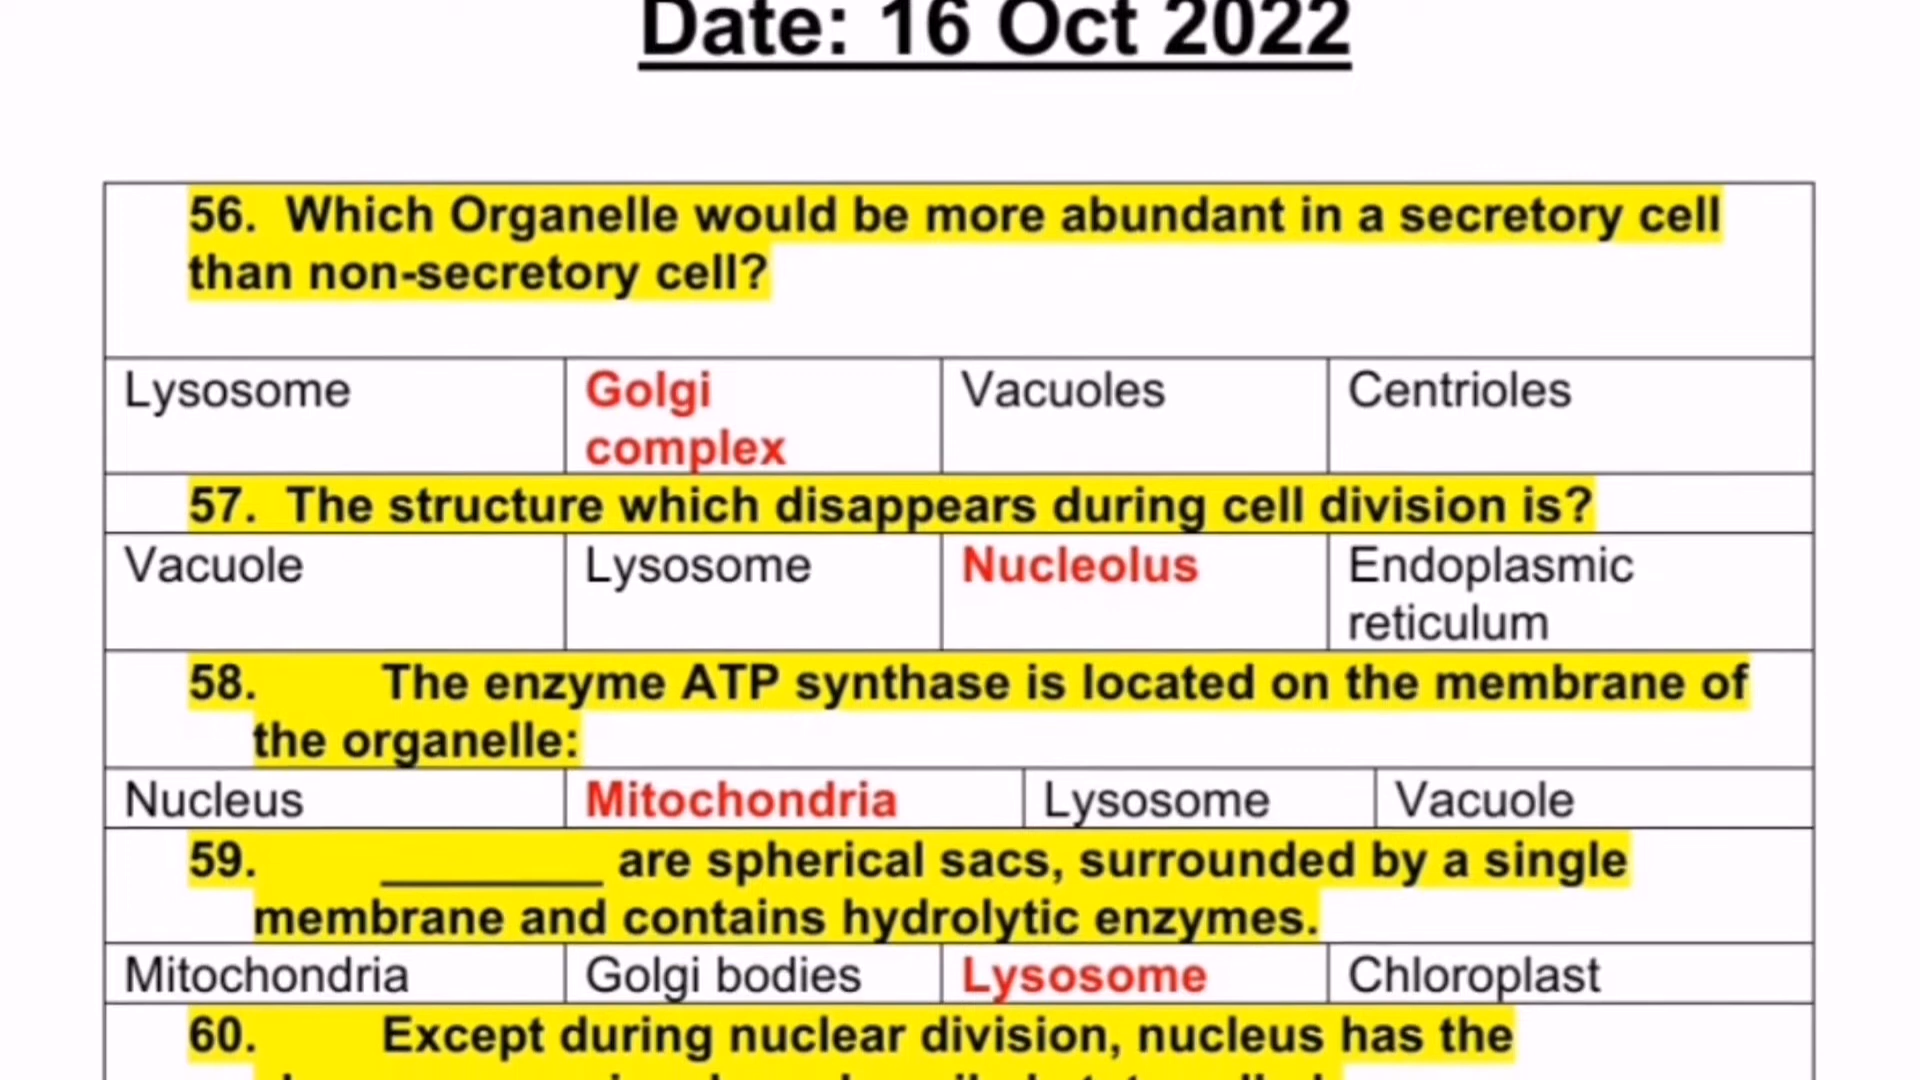 Date: 16 Oct 2022
56. Which Organelle would be more abundant in a secretory cell
than non-secretory cell?
Lysosome Golgi complex Vacuoles Centrioles
57. The structure which disappears during cell division is?
Vacuole Lysosome Nucleolus Endoplasmic reticulum
58. The enzyme ATP synthase is located on the membrane of
the organelle:
Nucleus Mitochondria Lysosome Vacuole
59. ________ are spherical sacs, surrounded by a single
membrane and contains hydrolytic enzymes.
Mitochondria Golgi bodies Lysosome Chloroplast
60. Except during nuclear division, nucleus has the